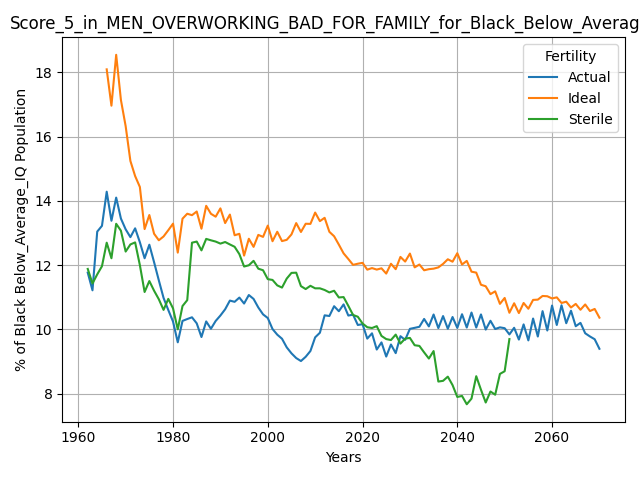 Score_5_in_MEN_OVERWORKING_BAD_FOR_FAMILY_for_Black_Below_Averag
Fertility
Actual
Ideal
Sterile
% of Black Below_Average_IQ Population
18
16
14
12
10
8
1960 1980 2000 2020 2040 2060
Years